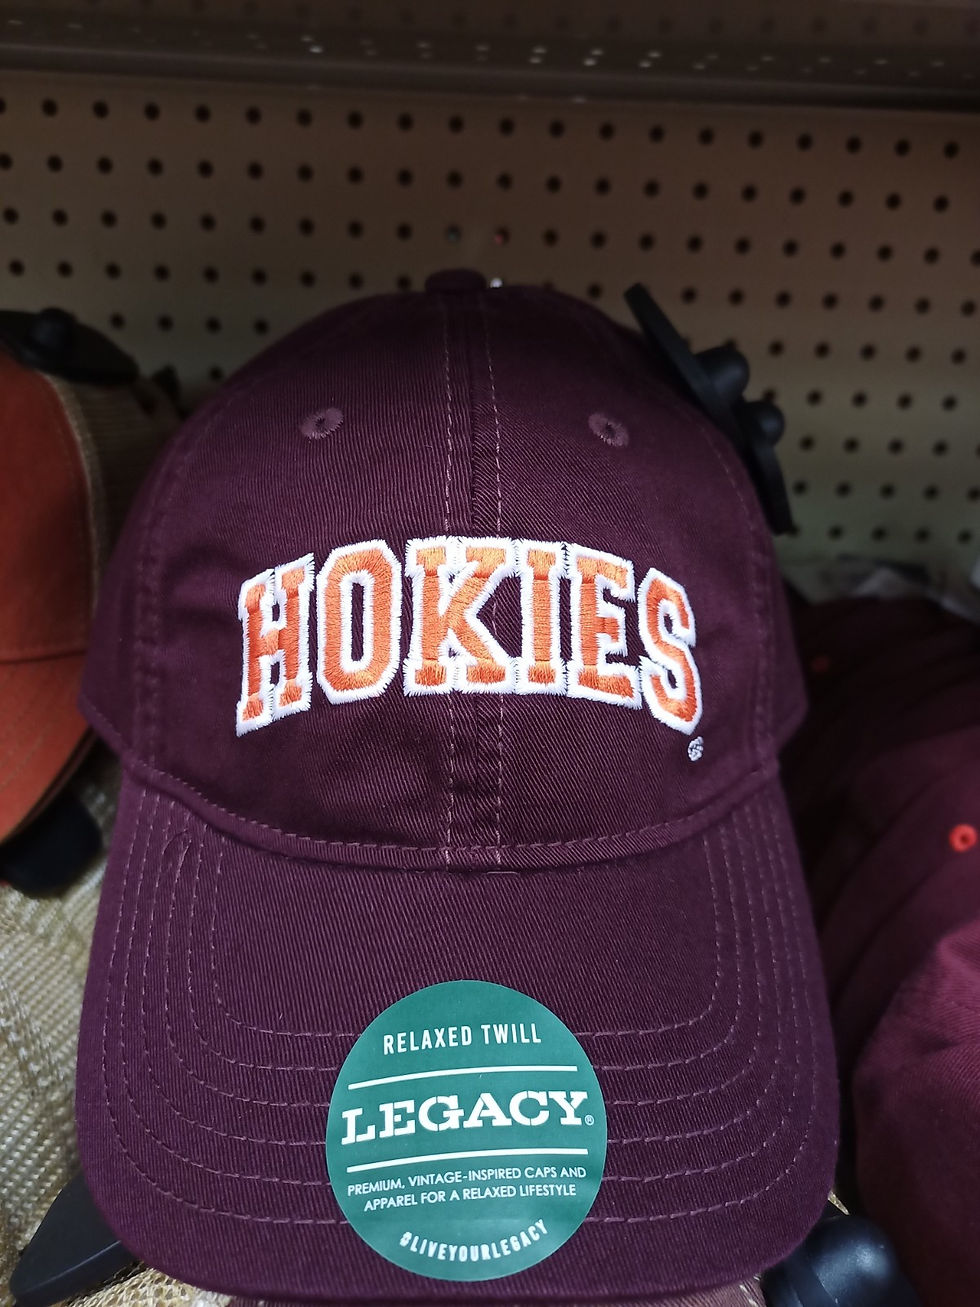 HOKIES
RELAXED TWILL
LEGACY®
PREMIUM, VINTAGE-INSPIRED CAPS AND
APPAREL FOR A RELAXED LIFESTYLE
@LIVEYOURLEGACY